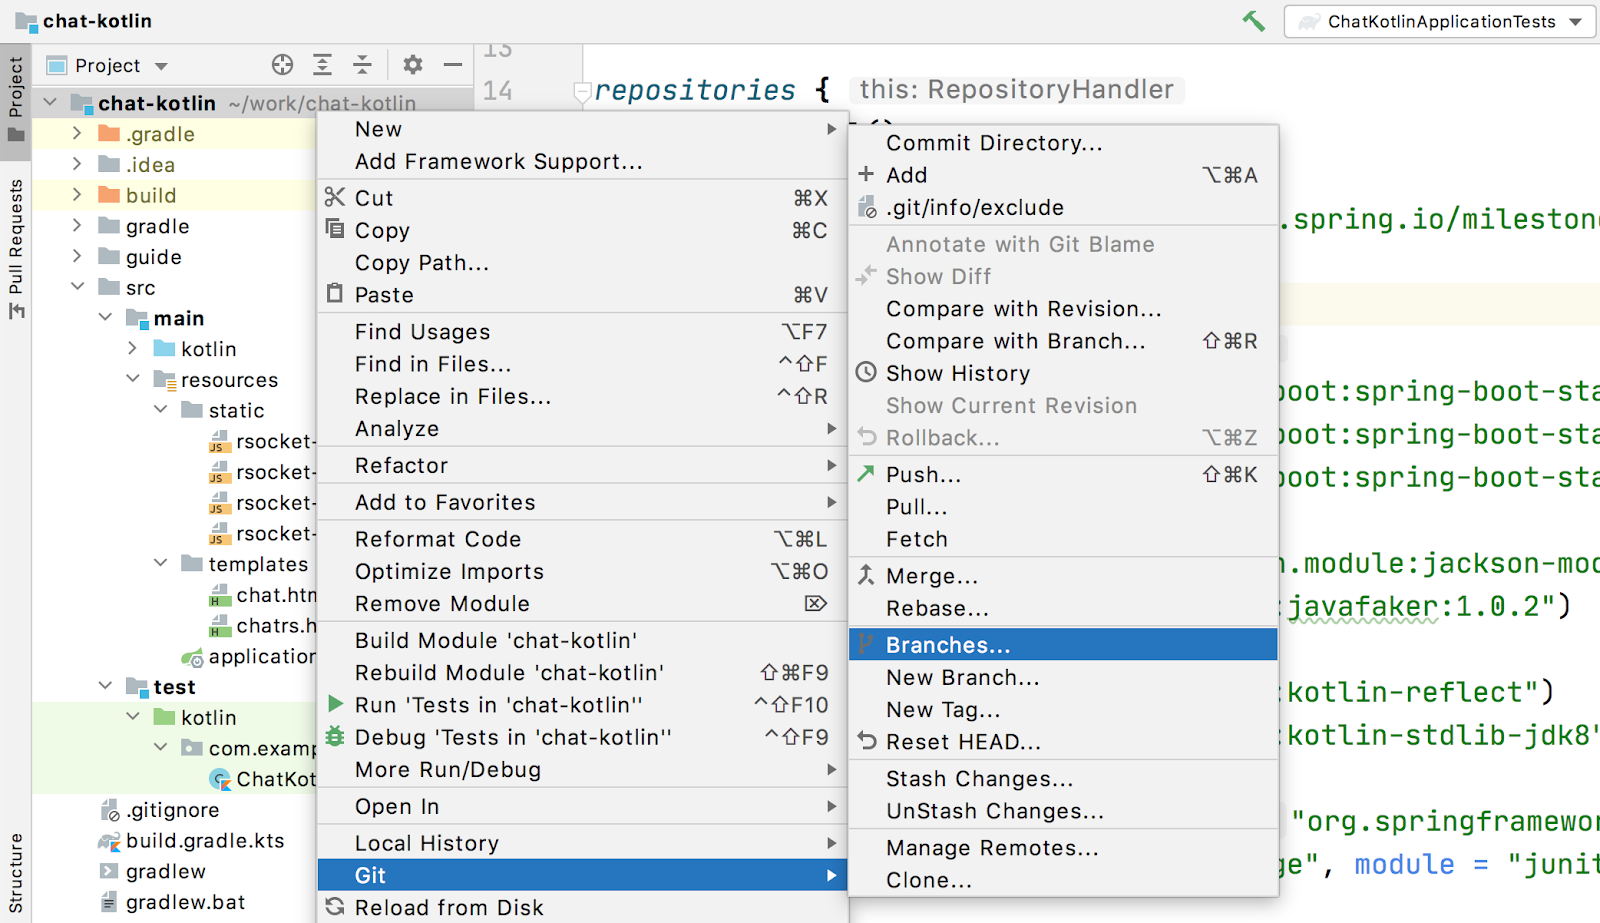 chat-kotlin
ChatKotlinApplicationTests
Project
Pull Requests
Structure
Project
chat-kotlin ~/work/chat-kotlin
.gradle
.idea
build
gradle
guide
src
main
kotlin
resources
static
rsocket-
rsocket-
rsocket-
rsocket-
templates
chat.htm
chatrs.h
application
test
kotlin
com.examp
ChatKot
.gitignore
build.gradle.kts
gradlew
gradlew.bat
New
Add Framework Support...
Cut ⌘X
Copy ⌘C
Copy Path...
Paste ⌘V
Find Usages ⌥F7
Find in Files... ^⇧F
Replace in Files... ^⇧R
Analyze
Refactor
Add to Favorites
Reformat Code ⌥⌘L
Optimize Imports ⌥⌘O
Remove Module ⌦
Build Module 'chat-kotlin'
Rebuild Module 'chat-kotlin' ⇧⌘F9
Run 'Tests in 'chat-kotlin'' ^⇧F10
Debug 'Tests in 'chat-kotlin'' ^⇧F9
More Run/Debug
Open In
Local History
Git
Reload from Disk
Commit Directory...
Add ⌥⌘A
.git/info/exclude
Annotate with Git Blame
Show Diff
Compare with Revision...
Compare with Branch... ⇧⌘R
Show History
Show Current Revision
Rollback... ⌥⌘Z
Push... ⇧⌘K
Pull...
Fetch
Merge...
Rebase...
Branches...
New Branch...
New Tag...
Reset HEAD...
Stash Changes...
UnStash Changes...
Manage Remotes...
Clone...
13
14 repositories { this: RepositoryHandler
.spring.io/milestone
boot:spring-boot-sta
boot:spring-boot-sta
boot:spring-boot-sta
.module:jackson-mod
:javafaker:1.0.2")
:kotlin-reflect")
:kotlin-stdlib-jdk8"
"org.springframewor
ge", module = "junit